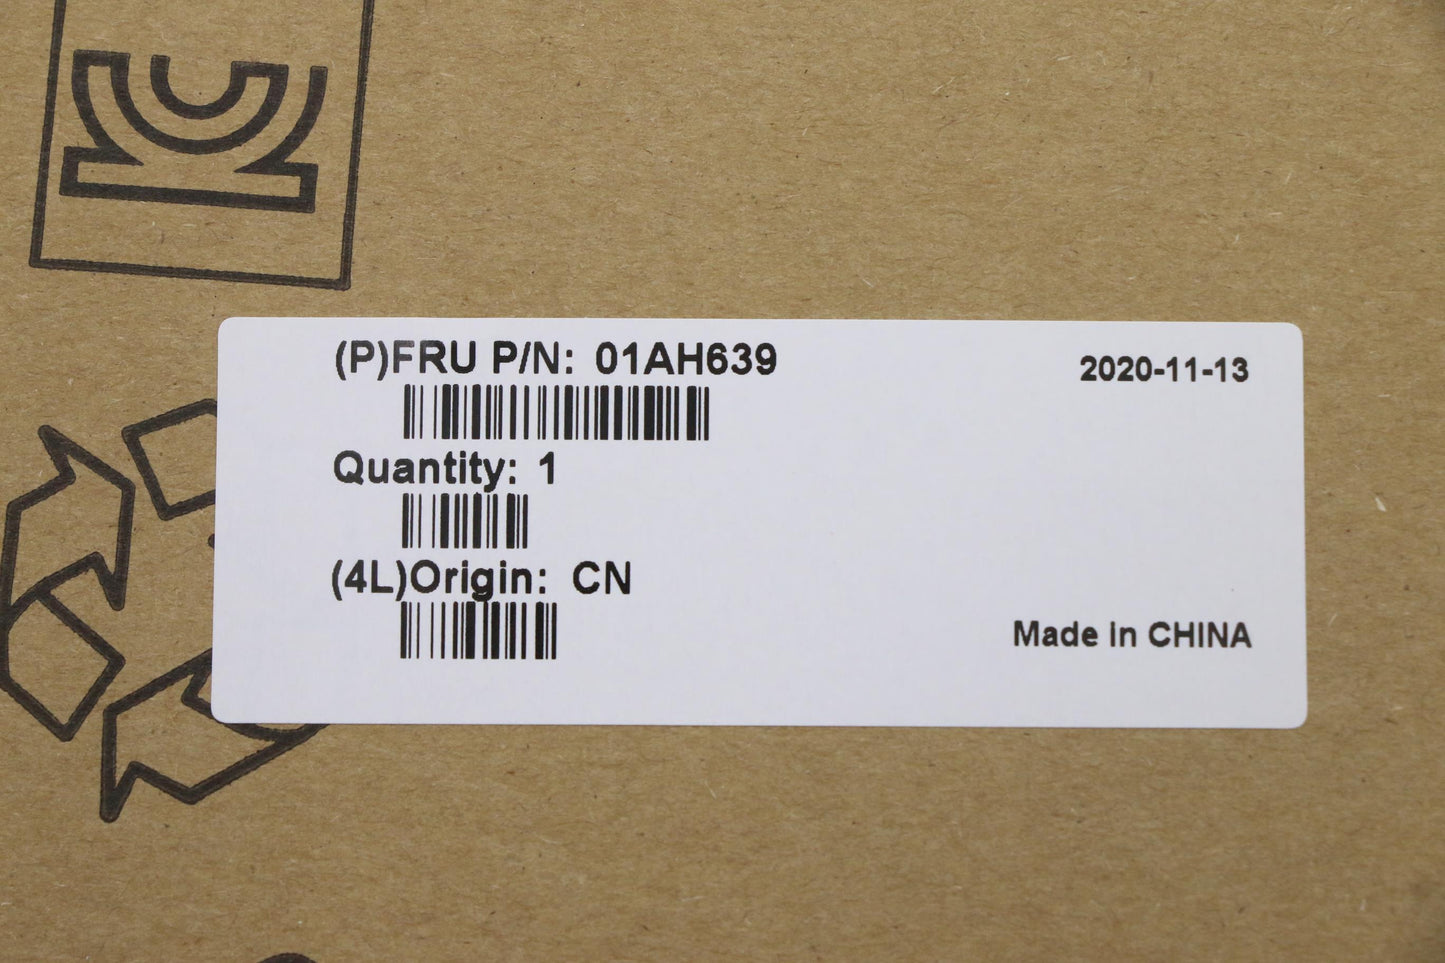 (P)FRU P/N: 01AH639
2020-11-13
Quantity: 1
(4L)Origin: CN
Made in CHINA